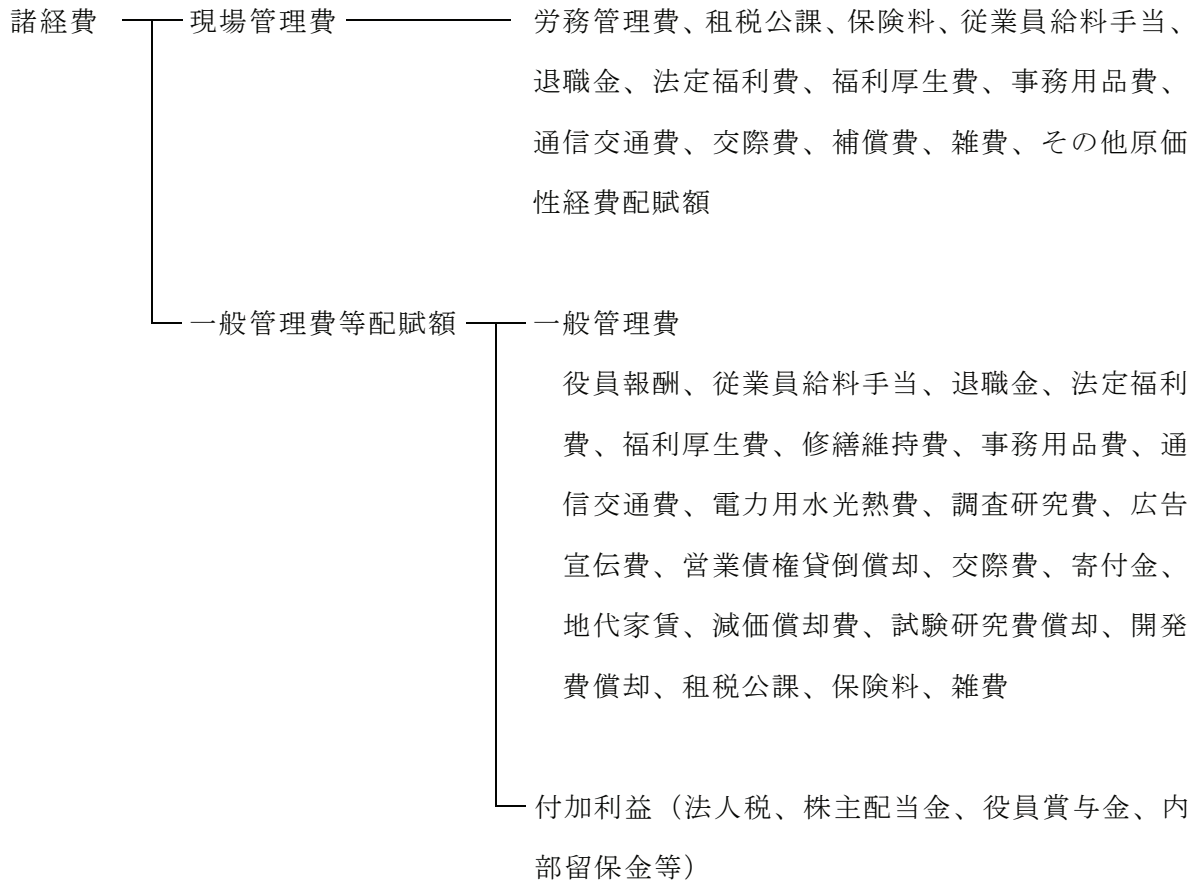 諸経費 現場管理費 労務管理費、租税公課、保険料、従業員給料手当、
退職金、法定福利費、福利厚生費、事務用品費、
通信交通費、交際費、補償費、雑費、その他原価
性経費配賦額
一般管理費等配賦額 一般管理費
役員報酬、従業員給料手当、退職金、法定福利
費、福利厚生費、修繕維持費、事務用品費、通
信交通費、電力用水光熱費、調査研究費、広告
宣伝費、営業債権貸倒償却、交際費、寄付金、
地代家賃、減価償却費、試験研究費償却、開発
費償却、租税公課、保険料、雑費
付加利益（法人税、株主配当金、役員賞与金、内
部留保金等）